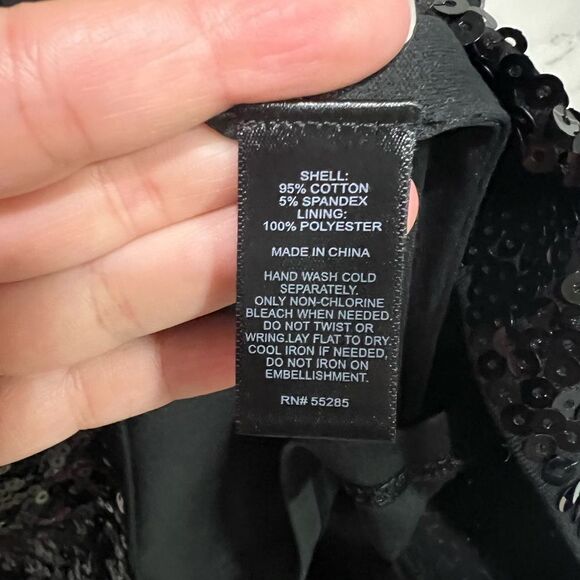 SHELL:
95% COTTON
5% SPANDEX
LINING:
100% POLYESTER
MADE IN CHINA
HAND WASH COLD
SEPARATELY.
ONLY NON-CHLORINE
BLEACH WHEN NEEDED.
DO NOT TWIST OR
WRING.LAY FLAT TO DRY.
COOL IRON IF NEEDED,
DO NOT IRON ON
EMBELLISHMENT.
RN# 55285